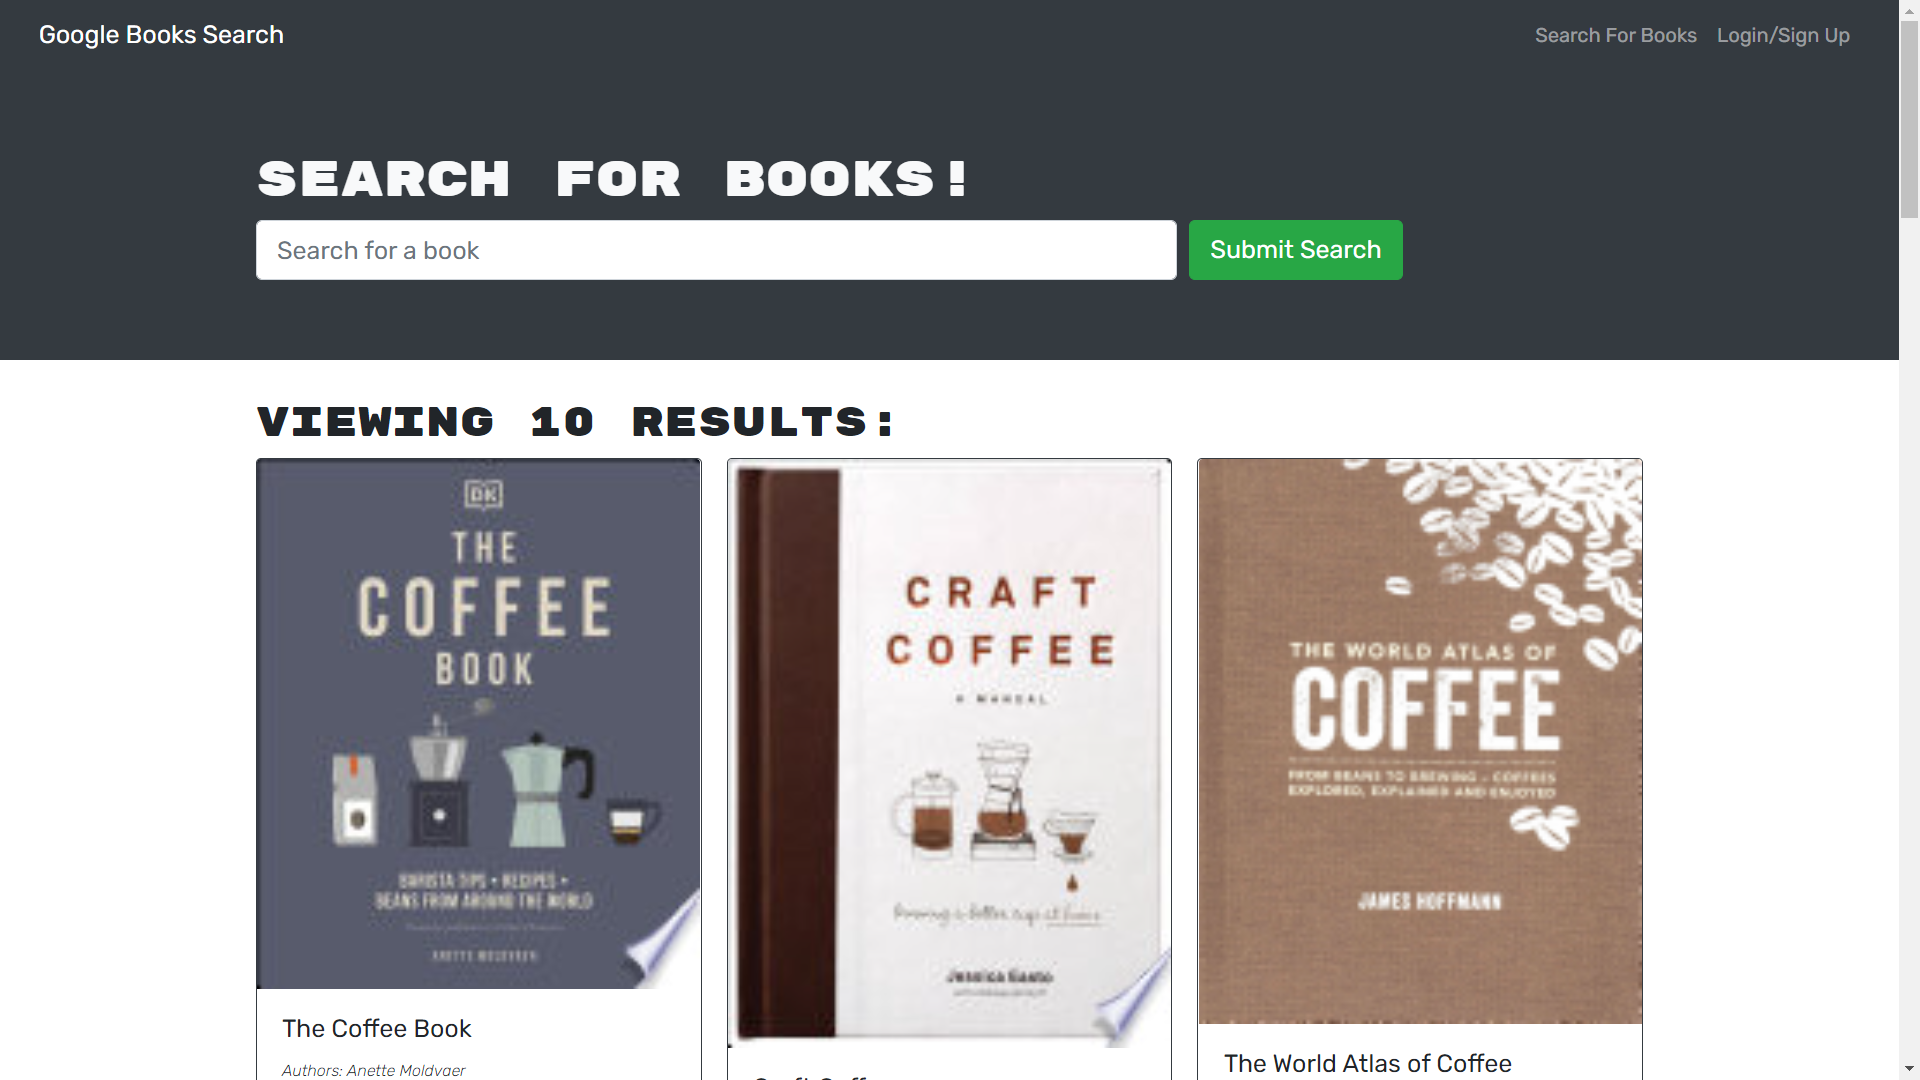 Google Books Search
Search For Books
Login/Sign Up
SEARCH FOR BOOKS!
Search for a book
Submit Search
VIEWING 10 RESULTS:
DK
THE
COFFEE
BOOK
BARISTA TIPS • RECIPES •
BEANS FROM AROUND THE WORLD
ANETTE MOLDVAER
The Coffee Book
Authors: Anette Moldvaer
CRAFT
COFFEE
A MANUAL
Brewing a better cup at home
Jessica Easto
THE WORLD ATLAS OF
COFFEE
FROM BEANS TO BREWING - COFFEES
EXPLORED, EXPLAINED AND ENJOYED
JAMES HOFFMANN
The World Atlas of Coffee